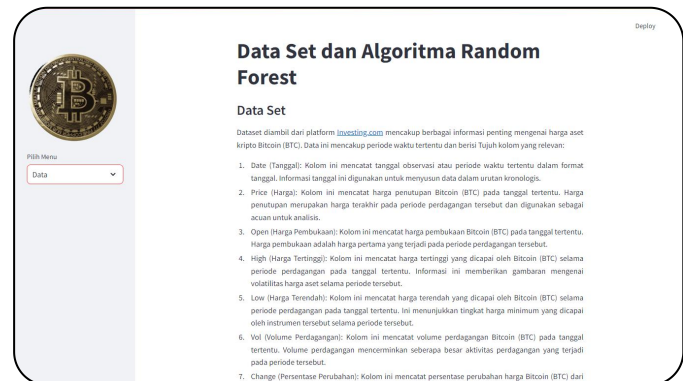 Deploy
Data Set dan Algoritma Random
Forest
Data Set
Dataset diambil dari platform Investing.com mencakup berbagai informasi penting mengenai harga aset
kripto Bitcoin (BTC). Data ini mencakup periode waktu tertentu dan berisi Tujuh kolom yang relevan:
Pilih Menu
Data
1. Date (Tanggal): Kolom ini mencatat tanggal observasi atau periode waktu tertentu dalam format
tanggal. Informasi tanggal ini digunakan untuk menyusun data dalam urutan kronologis.
2. Price (Harga): Kolom ini mencatat harga penutupan Bitcoin (BTC) pada tanggal tertentu. Harga
penutupan merupakan harga terakhir pada periode perdagangan tersebut dan digunakan sebagai
acuan untuk analisis.
3. Open (Harga Pembukaan): Kolom ini mencatat harga pembukaan Bitcoin (BTC) pada tanggal tertentu.
Harga pembukaan adalah harga pertama yang terjadi pada periode perdagangan tersebut.
4. High (Harga Tertinggi): Kolom ini mencatat harga tertinggi yang dicapai oleh Bitcoin (BTC) selama
periode perdagangan pada tanggal tertentu. Informasi ini memberikan gambaran mengenai
volatilitas harga aset selama periode tersebut.
5. Low (Harga Terendah): Kolom ini mencatat harga terendah yang dicapai oleh Bitcoin (BTC) selama
periode perdagangan pada tanggal tertentu. Ini menunjukkan tingkat harga minimum yang dicapai
oleh instrumen tersebut selama periode tersebut.
6. Vol (Volume Perdagangan): Kolom ini mencatat volume perdagangan Bitcoin (BTC) pada tanggal
tertentu. Volume perdagangan mencerminkan seberapa besar aktivitas perdagangan yang terjadi
pada periode tersebut.
7. Change (Persentase Perubahan): Kolom ini mencatat persentase perubahan harga Bitcoin (BTC) dari